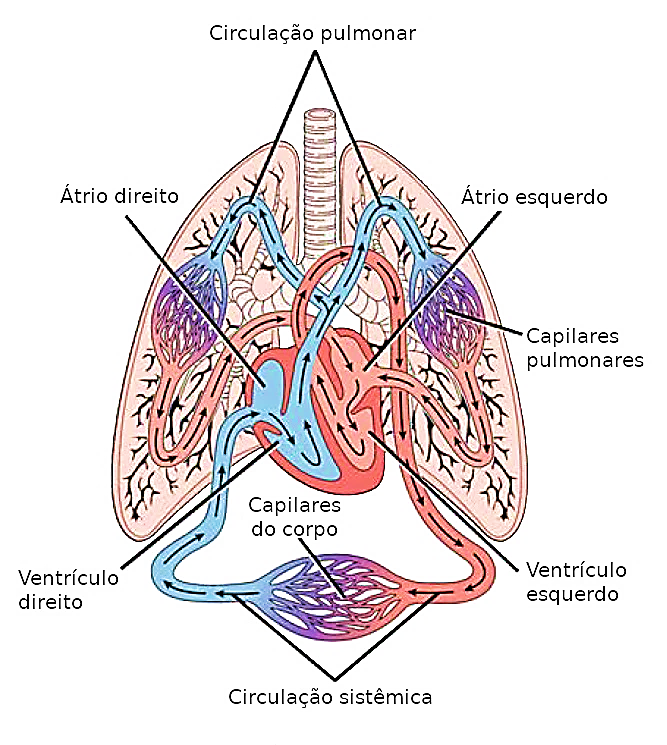 Circulação pulmonar
Átrio direito
Átrio esquerdo
Capilares
pulmonares
Capilares
do corpo
Ventrículo
direito
Ventrículo
esquerdo
Circulação sistêmica